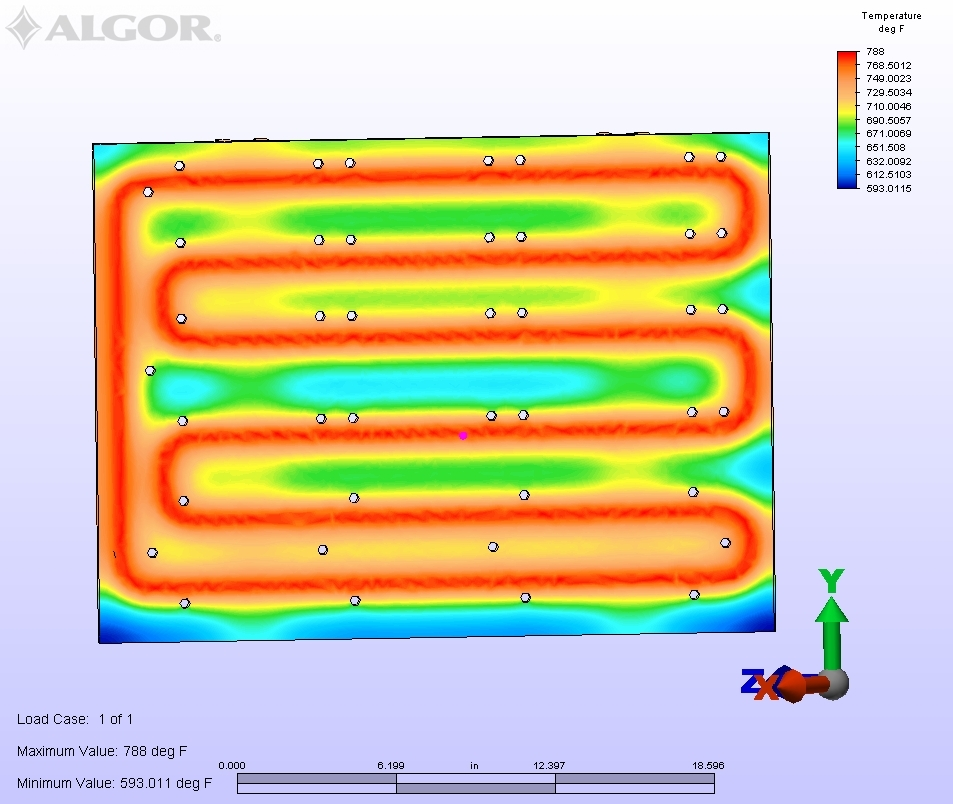 ALGOR®
Temperature
deg F
788
768.5012
749.0023
729.5034
710.0046
690.5057
671.0069
651.508
632.0092
612.5103
593.0115
Y
Z X
Load Case: 1 of 1
Maximum Value: 788 deg F
Minimum Value: 593.011 deg F
0.000 6.199 in 12.397 18.596